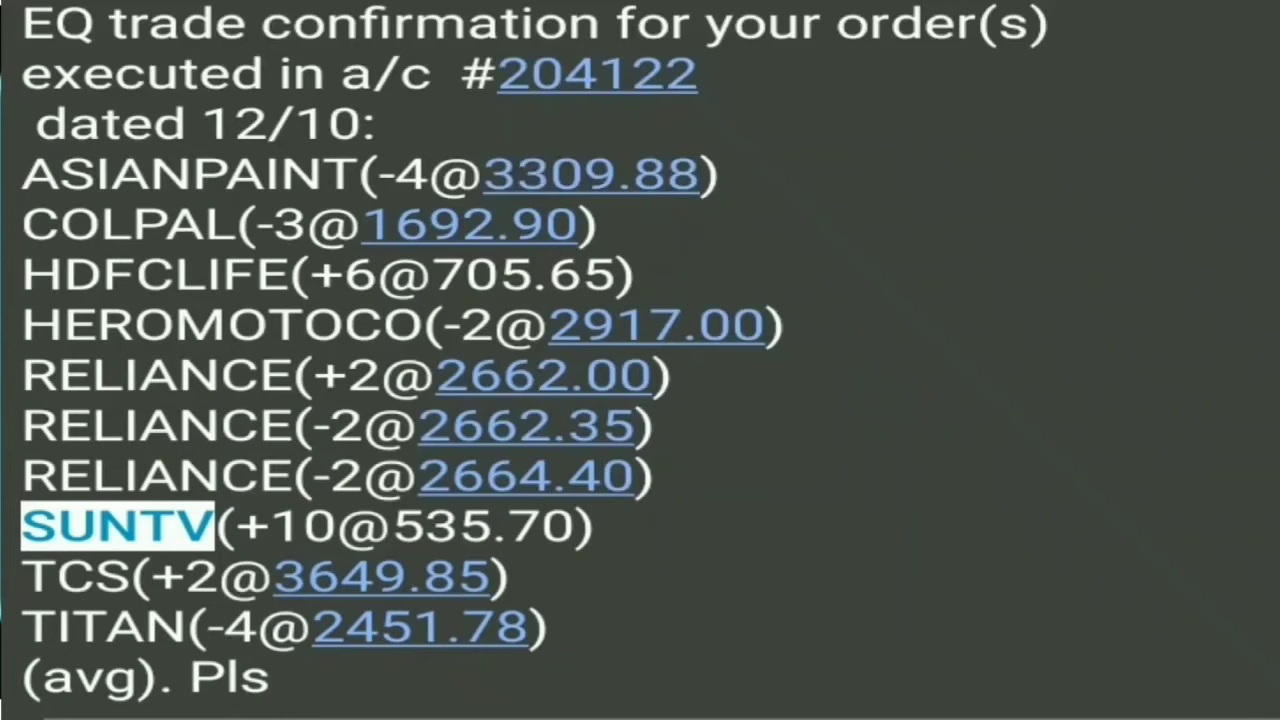 EQ trade confirmation for your order(s)
executed in a/c #204122
dated 12/10:
ASIANPAINT(-4@3309.88)
COLPAL(-3@1692.90)
HDFCLIFE(+6@705.65)
HEROMOTOCO(-2@2917.00)
RELIANCE(+2@2662.00)
RELIANCE(-2@2662.35)
RELIANCE(-2@2664.40)
SUNTV(+10@535.70)
TCS(+2@3649.85)
TITAN(-4@2451.78)
(avg). Pls